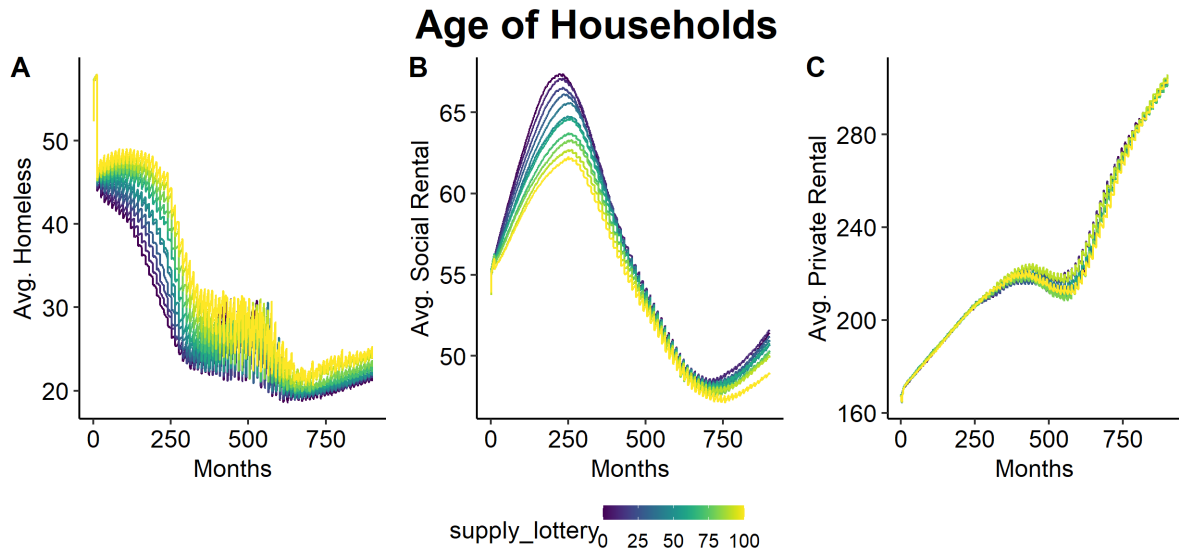 Age of Households
A
B
C
Avg. Homeless
50
40
30
20
0
250
500
750
Months
Avg. Social Rental
65
60
55
50
0
250
500
750
Months
Avg. Private Rental
280
240
200
160
0
250
500
750
Months
supply_lottery
0 25 50 75 100